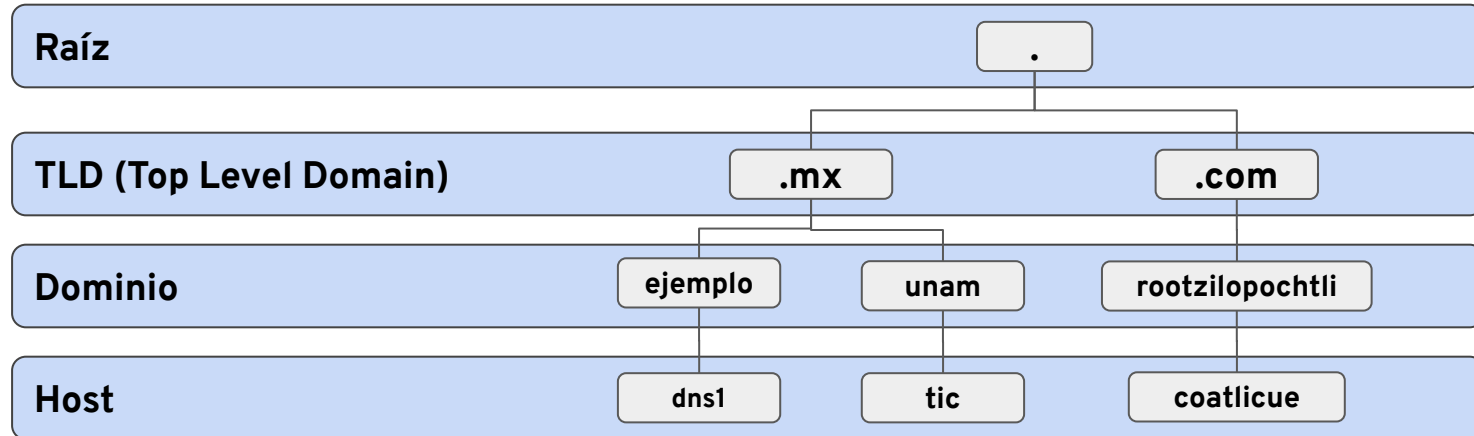 Raíz
.
TLD (Top Level Domain)
.mx
.com
Dominio
ejemplo
unam
rootzilopochtli
Host
dns1
tic
coatlicue